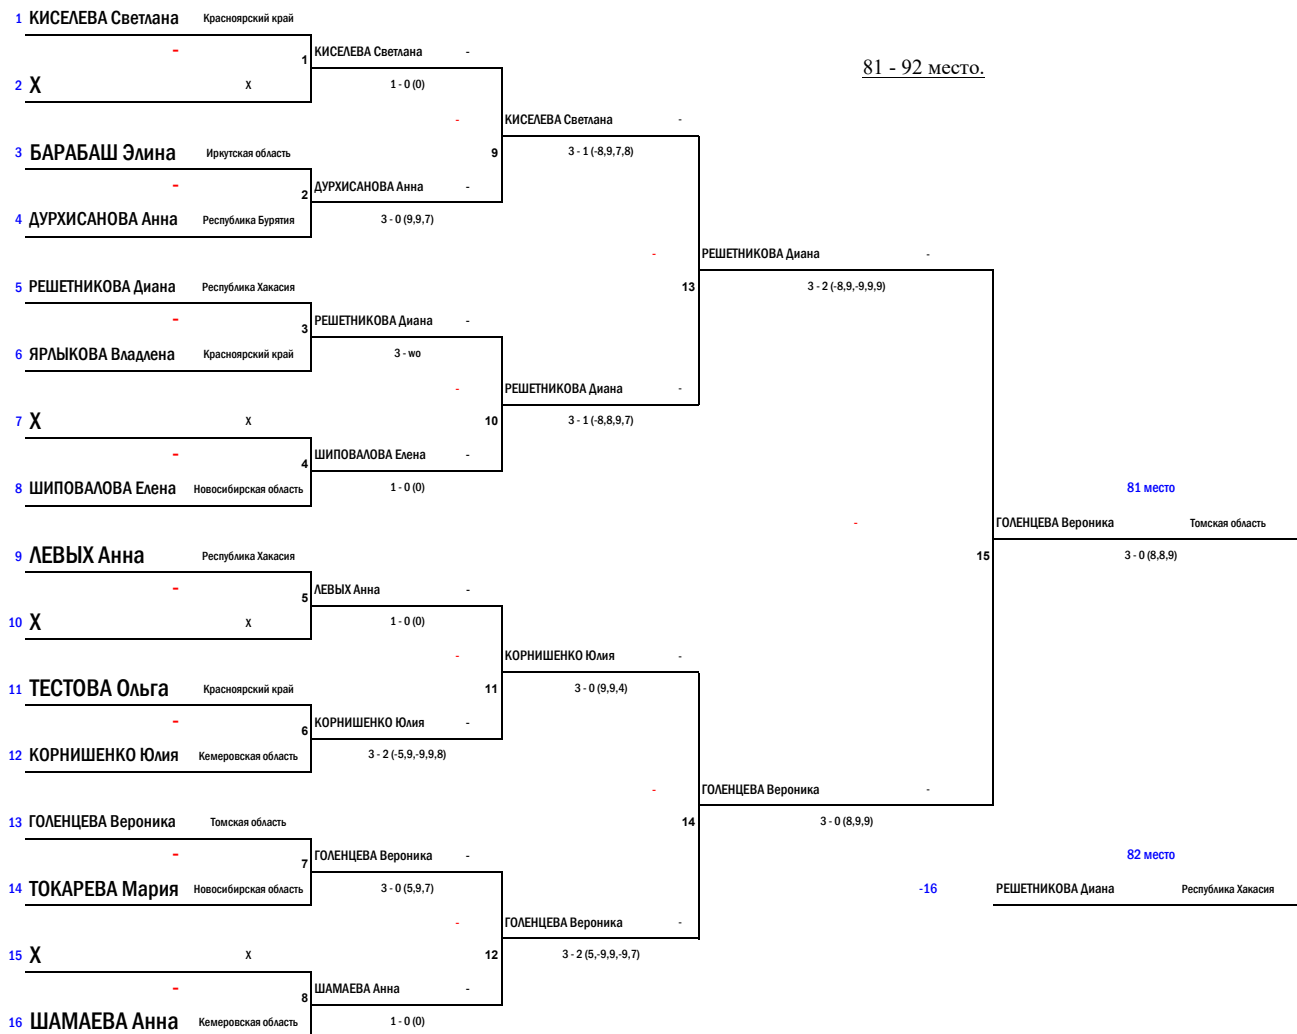 1 КИСЕЛЕВА Светлана Красноярский край
- 1 КИСЕЛЕВА Светлана -
81 - 92 место.
2 X X 1 - 0 (0)
- КИСЕЛЕВА Светлана -
3 БАРАБАШ Элина Иркутская область 9 3 - 1 (-8,9,7,8)
- 2 ДУРХИСАНОВА Анна -
4 ДУРХИСАНОВА Анна Республика Бурятия 3 - 0 (9,9,7)
- РЕШЕТНИКОВА Диана -
5 РЕШЕТНИКОВА Диана Республика Хакасия 13 3 - 2 (-8,9,-9,9,9)
- 3 РЕШЕТНИКОВА Диана -
6 ЯРЛЫКОВА Владлена Красноярский край 3 - wo
- РЕШЕТНИКОВА Диана -
7 X X 10 3 - 1 (-8,8,9,7)
- 4 ШИПОВАЛОВА Елена -
8 ШИПОВАЛОВА Елена Новосибирская область 1 - 0 (0) 81 место
- ГОЛЕНЦЕВА Вероника Томская область
9 ЛЕВЫХ Анна Республика Хакасия 15 3 - 0 (8,8,9)
- 5 ЛЕВЫХ Анна -
10 X X 1 - 0 (0)
- КОРНИШЕНКО Юлия -
11 ТЕСТОВА Ольга Красноярский край 11 3 - 0 (9,9,4)
- 6 КОРНИШЕНКО Юлия -
12 КОРНИШЕНКО Юлия Кемеровская область 3 - 2 (-5,9,-9,9,8)
- ГОЛЕНЦЕВА Вероника -
13 ГОЛЕНЦЕВА Вероника Томская область 14 3 - 0 (8,9,9)
- 7 ГОЛЕНЦЕВА Вероника - 82 место
14 ТОКАРЕВА Мария Новосибирская область 3 - 0 (5,9,7) -16 РЕШЕТНИКОВА Диана Республика Хакасия
- ГОЛЕНЦЕВА Вероника -
15 X X 12 3 - 2 (5,-9,9,-9,7)
- 8 ШАМАЕВА Анна -
16 ШАМАЕВА Анна Кемеровская область 1 - 0 (0)